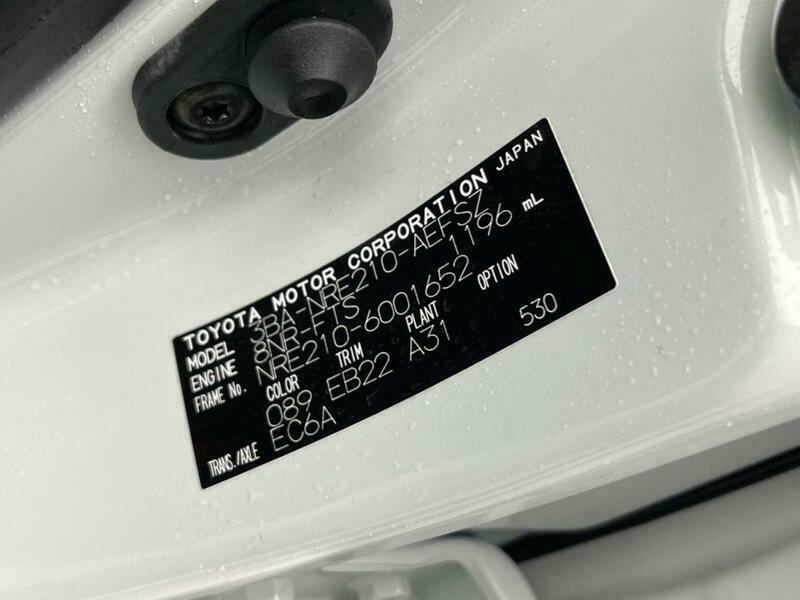 TOYOTA MOTOR CORPORATION JAPAN
MODEL 3BA-NRE210-AEFSZ
ENGINE 8NR-FTS 1196 mL
FRAME No. NRE210-6001652
COLOR TRIM PLANT OPTION
089 EB22 A31 530
TRANS./AXLE EC6A